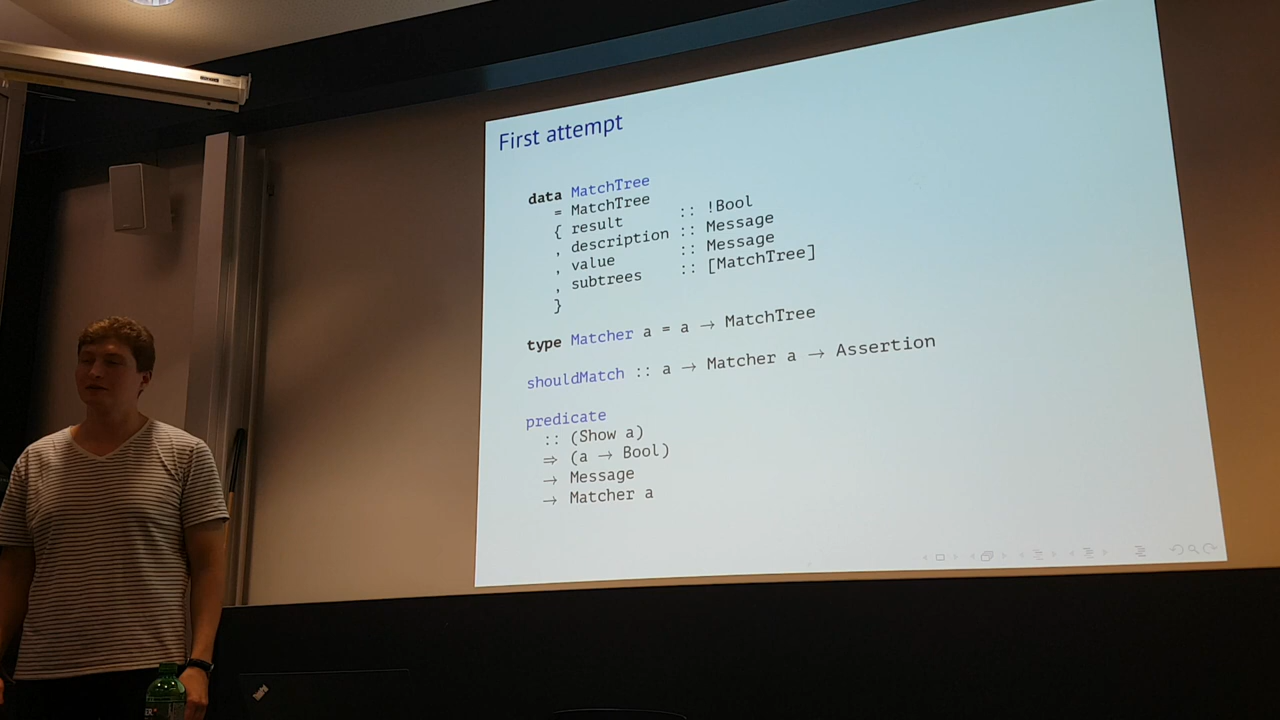 First attempt
data MatchTree
= MatchTree
{ result :: !Bool
, description :: Message
, value :: Message
, subtrees :: [MatchTree]
}
type Matcher a = a → MatchTree
shouldMatch :: a → Matcher a → Assertion
predicate
:: (Show a)
⇒ (a → Bool)
→ Message
→ Matcher a